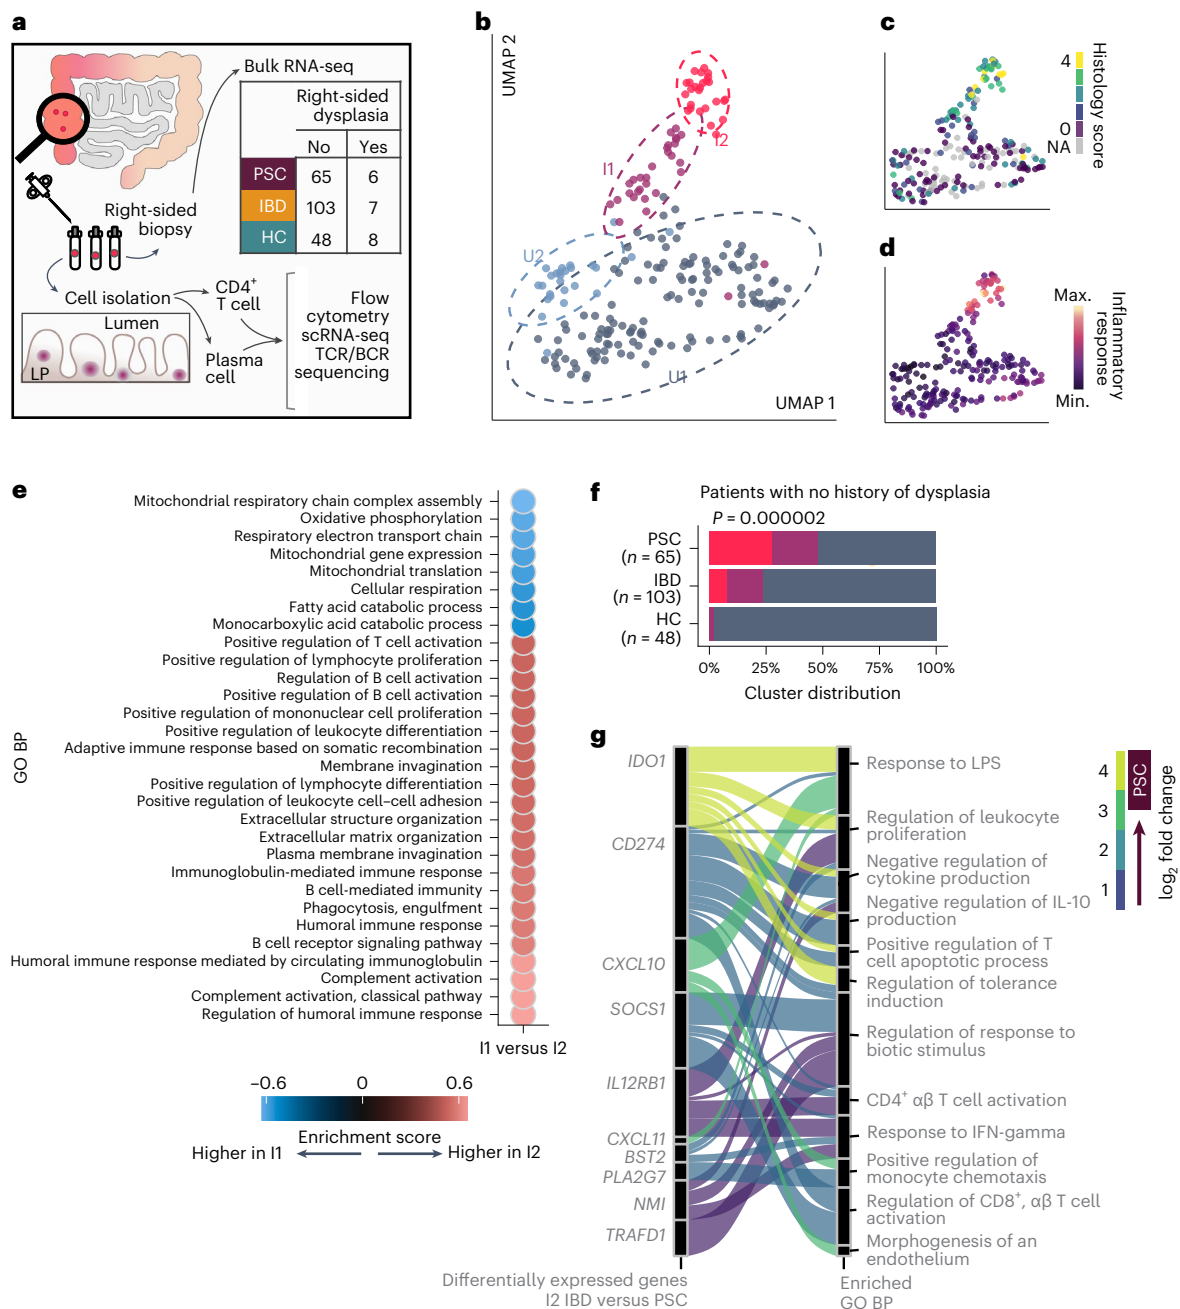 a
Bulk RNA-seq
Right-sided
dysplasia
No Yes
PSC 65 6
IBD 103 7
HC 48 8
Right-sided
biopsy
Cell isolation
CD4+
T cell
Plasma
cell
Lumen
LP
Flow
cytometry
scRNA-seq
TCR/BCR
sequencing
b
UMAP 2
I2
I1
U2
U1
UMAP 1
c
4
0
NA
Histology score
d
Max.
Min.
Inflammatory
response
e
GO BP
Mitochondrial respiratory chain complex assembly
Oxidative phosphorylation
Respiratory electron transport chain
Mitochondrial gene expression
Mitochondrial translation
Cellular respiration
Fatty acid catabolic process
Monocarboxylic acid catabolic process
Positive regulation of T cell activation
Positive regulation of lymphocyte proliferation
Regulation of B cell activation
Positive regulation of B cell activation
Positive regulation of mononuclear cell proliferation
Positive regulation of leukocyte differentiation
Adaptive immune response based on somatic recombination
Membrane invagination
Positive regulation of lymphocyte differentiation
Positive regulation of leukocyte cell–cell adhesion
Extracellular structure organization
Extracellular matrix organization
Plasma membrane invagination
Immunoglobulin-mediated immune response
B cell-mediated immunity
Phagocytosis, engulfment
Humoral immune response
B cell receptor signaling pathway
Humoral immune response mediated by circulating immunoglobulin
Complement activation
Complement activation, classical pathway
Regulation of humoral immune response
I1 versus I2
–0.6 0 0.6
Enrichment score
Higher in I1
Higher in I2
f
Patients with no history of dysplasia
P = 0.000002
PSC
(n = 65)
IBD
(n = 103)
HC
(n = 48)
0% 25% 50% 75% 100%
Cluster distribution
g
IDO1
CD274
CXCL10
SOCS1
IL12RB1
CXCL11
BST2
PLA2G7
NMI
TRAFD1
Differentially expressed genes
I2 IBD versus PSC
Response to LPS
Regulation of leukocyte
proliferation
Negative regulation of
cytokine production
Negative regulation of IL-10
production
Positive regulation of T
cell apoptotic process
Regulation of tolerance
induction
Regulation of response to
biotic stimulus
CD4+ αβ T cell activation
Response to IFN-gamma
Positive regulation of
monocyte chemotaxis
Regulation of CD8+, αβ T cell
activation
Morphogenesis of an
endothelium
Enriched
GO BP
4
3
2
1
PSC
log2 fold change